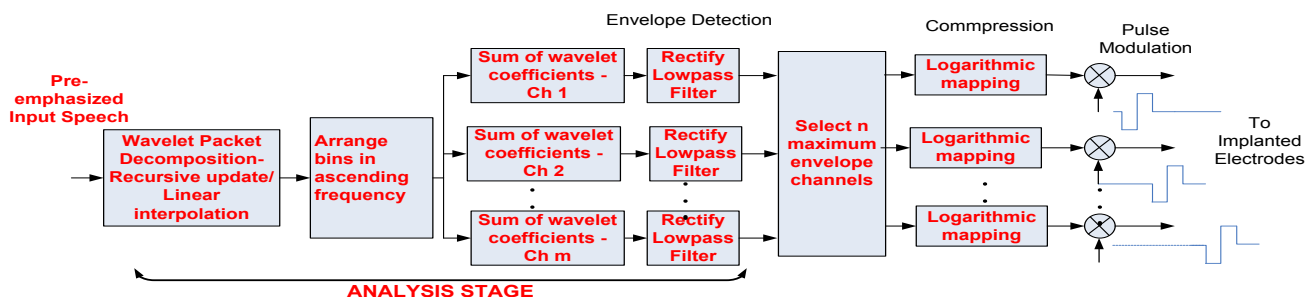 Envelope Detection
Commpression
Pulse
Modulation
Pre-
emphasized
Input Speech
Wavelet Packet
Decomposition-
Recursive update/
Linear
interpolation
Arrange
bins in
ascending
frequency
Sum of wavelet
coefficients -
Ch 1
Rectify
Lowpass
Filter
Sum of wavelet
coefficients -
Ch 2
Rectify
Lowpass
Filter
Sum of wavelet
coefficients -
Ch m
Rectify
Lowpass
Filter
Select n
maximum
envelope
channels
Logarithmic
mapping
Logarithmic
mapping
Logarithmic
mapping
To
Implanted
Electrodes
ANALYSIS STAGE